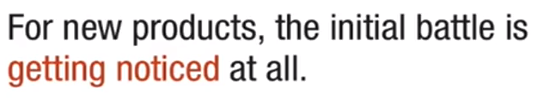 For new products, the initial battle is
getting noticed at all.